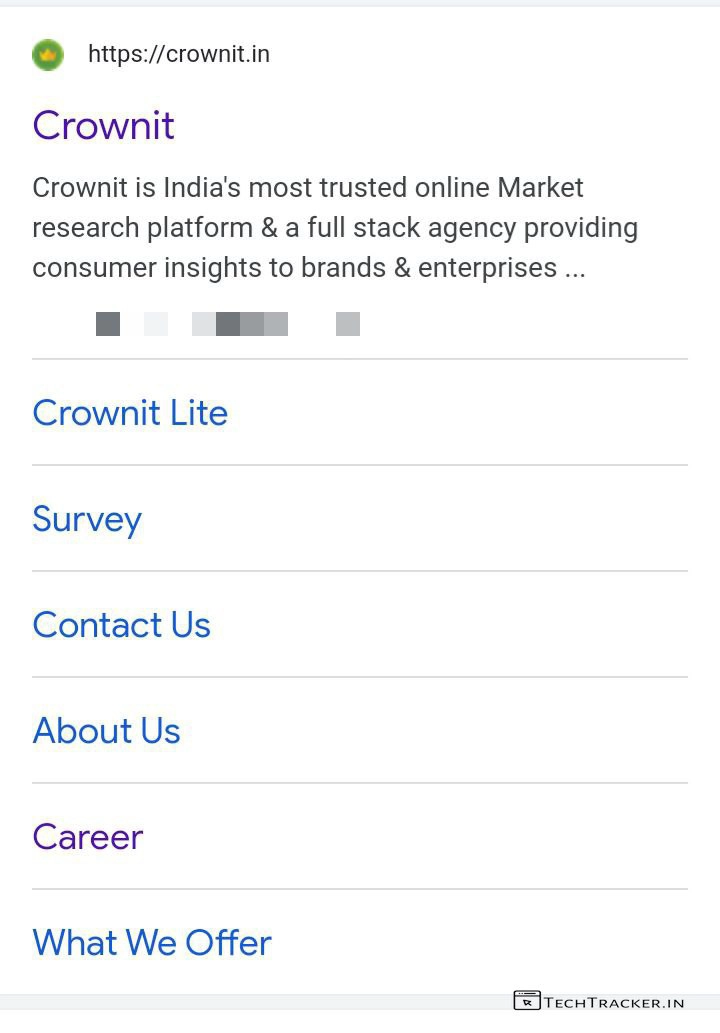 https://crownit.in
Crownit
Crownit is India's most trusted online Market
research platform & a full stack agency providing
consumer insights to brands & enterprises ...
Crownit Lite
Survey
Contact Us
About Us
Career
What We Offer
TECHTRACKER.IN